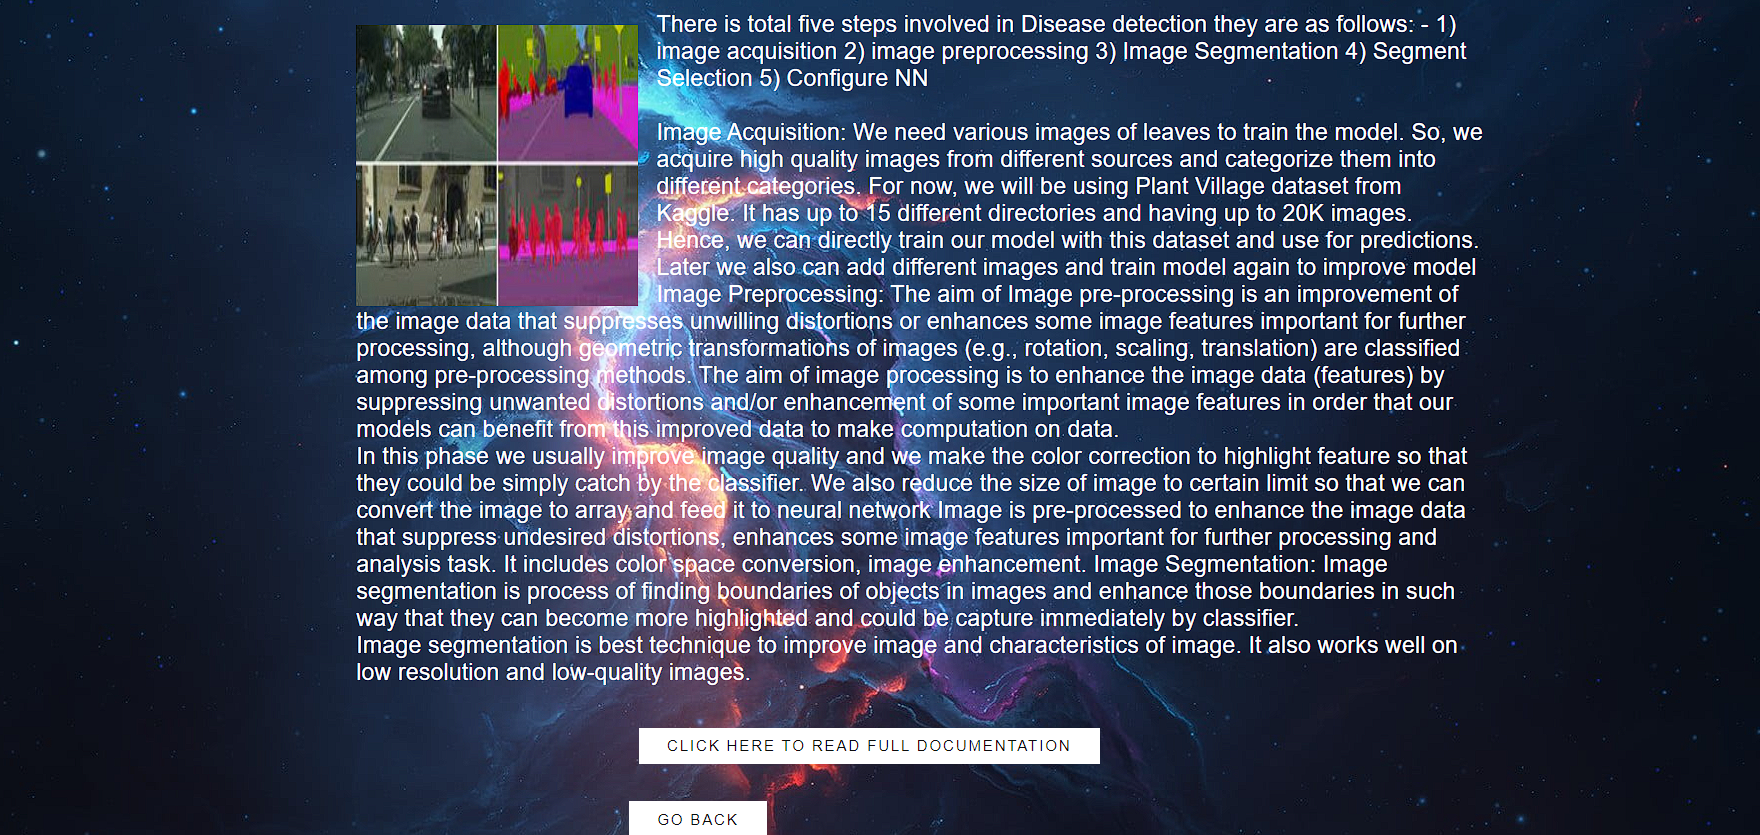 There is total five steps involved in Disease detection they are as follows: - 1)
image acquisition 2) image preprocessing 3) Image Segmentation 4) Segment
Selection 5) Configure NN
Image Acquisition: We need various images of leaves to train the model. So, we
acquire high quality images from different sources and categorize them into
different categories. For now, we will be using Plant Village dataset from
Kaggle. It has up to 15 different directories and having up to 20K images.
Hence, we can directly train our model with this dataset and use for predictions.
Later we also can add different images and train model again to improve model
Image Preprocessing: The aim of Image pre-processing is an improvement of
the image data that suppresses unwilling distortions or enhances some image features important for further
processing, although geometric transformations of images (e.g., rotation, scaling, translation) are classified
among pre-processing methods. The aim of image processing is to enhance the image data (features) by
suppressing unwanted distortions and/or enhancement of some important image features in order that our
models can benefit from this improved data to make computation on data.
In this phase we usually improve image quality and we make the color correction to highlight feature so that
they could be simply catch by the classifier. We also reduce the size of image to certain limit so that we can
convert the image to array and feed it to neural network Image is pre-processed to enhance the image data
that suppress undesired distortions, enhances some image features important for further processing and
analysis task. It includes color space conversion, image enhancement. Image Segmentation: Image
segmentation is process of finding boundaries of objects in images and enhance those boundaries in such
way that they can become more highlighted and could be capture immediately by classifier.
Image segmentation is best technique to improve image and characteristics of image. It also works well on
low resolution and low-quality images.
CLICK HERE TO READ FULL DOCUMENTATION
GO BACK